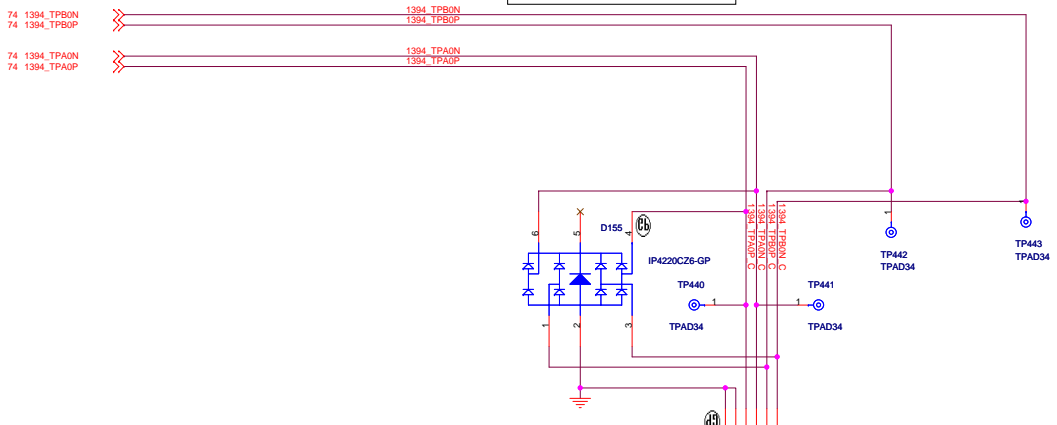 74 1394_TPB0N
1394_TPB0N
74 1394_TPB0P
1394_TPB0P
74 1394_TPA0N
1394_TPA0N
74 1394_TPA0P
1394_TPA0P
1394_TPA0P_C
1394_TPA0N_C
1394_TPB0P_C
1394_TPB0N_C
1
1
TP443
TPAD34
TP442
TPAD34
6
5
4
D155
IP4220CZ6-GP
TP440
1
TPAD34
TP441
1
TPAD34
1
2
3